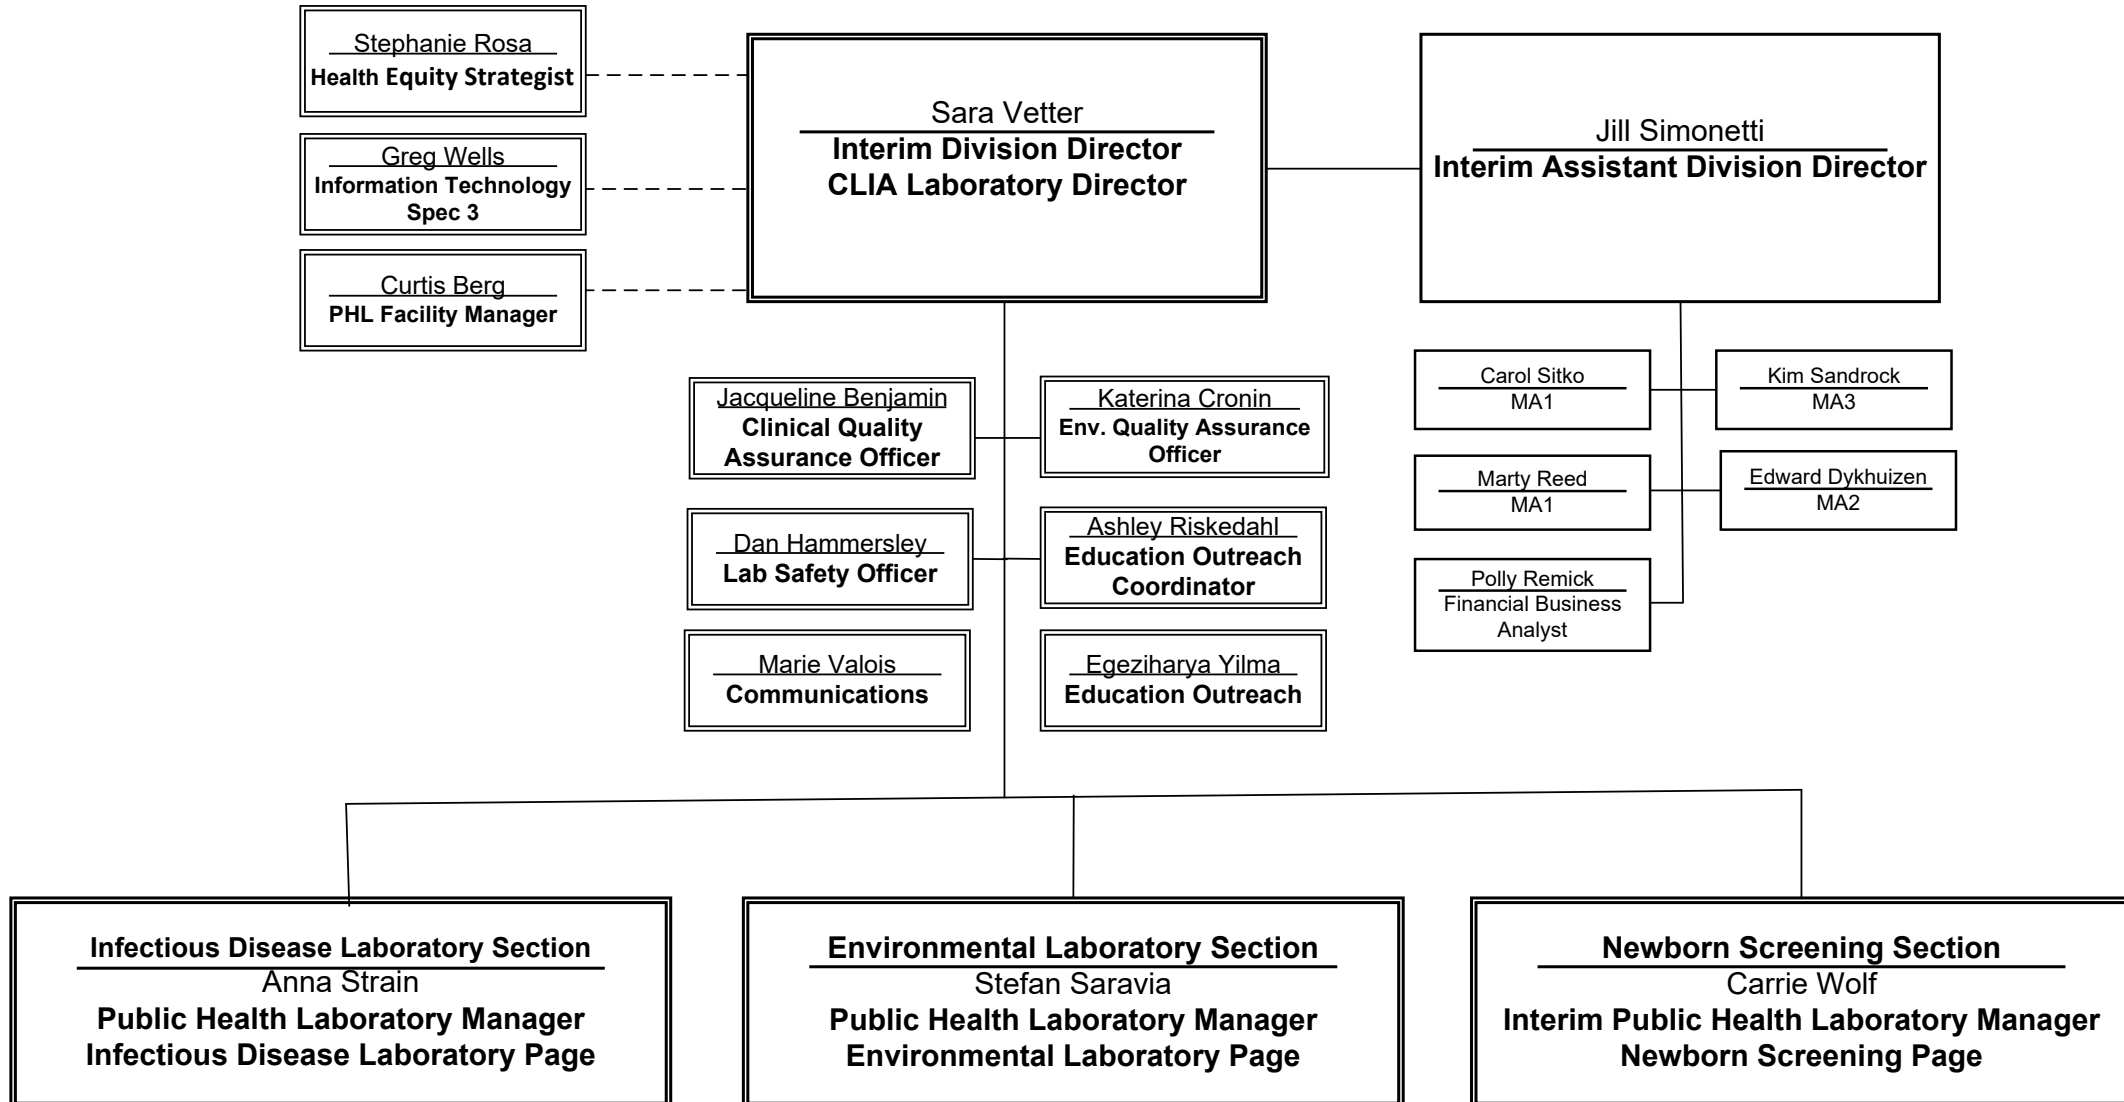 Stephanie Rosa
Health Equity Strategist
Greg Wells
Information Technology
Spec 3
Curtis Berg
PHL Facility Manager
Sara Vetter
Interim Division Director
CLIA Laboratory Director
Jill Simonetti
Interim Assistant Division Director
Jacqueline Benjamin
Clinical Quality
Assurance Officer
Katerina Cronin
Env. Quality Assurance
Officer
Dan Hammersley
Lab Safety Officer
Ashley Riskedahl
Education Outreach
Coordinator
Marie Valois
Communications
Egeziharya Yilma
Education Outreach
Carol Sitko
MA1
Kim Sandrock
MA3
Marty Reed
MA1
Edward Dykhuizen
MA2
Polly Remick
Financial Business
Analyst
Infectious Disease Laboratory Section
Anna Strain
Public Health Laboratory Manager
Infectious Disease Laboratory Page
Environmental Laboratory Section
Stefan Saravia
Public Health Laboratory Manager
Environmental Laboratory Page
Newborn Screening Section
Carrie Wolf
Interim Public Health Laboratory Manager
Newborn Screening Page